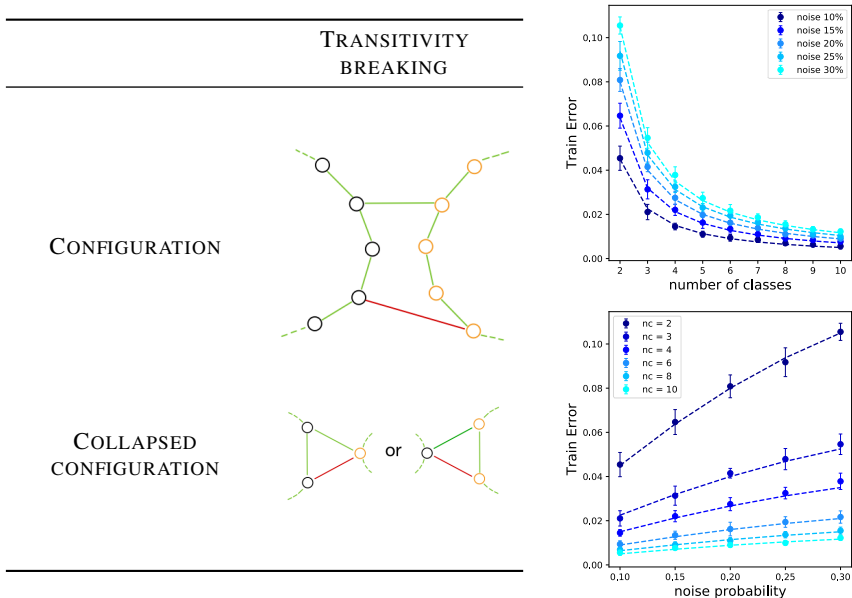 TRANSITIVITY
BREAKING
CONFIGURATION
COLLAPSED
CONFIGURATION
or
0,10
0,08
0,06
0,04
0,02
0,00
Train Error
noise 10%
noise 15%
noise 20%
noise 25%
noise 30%
2 3 4 5 6 7 8 9 10
number of classes
0,10
0,08
0,06
0,04
0,02
0,00
Train Error
nc = 2
nc = 3
nc = 4
nc = 6
nc = 8
nc = 10
0,10 0,15 0,20 0,25 0,30
noise probability